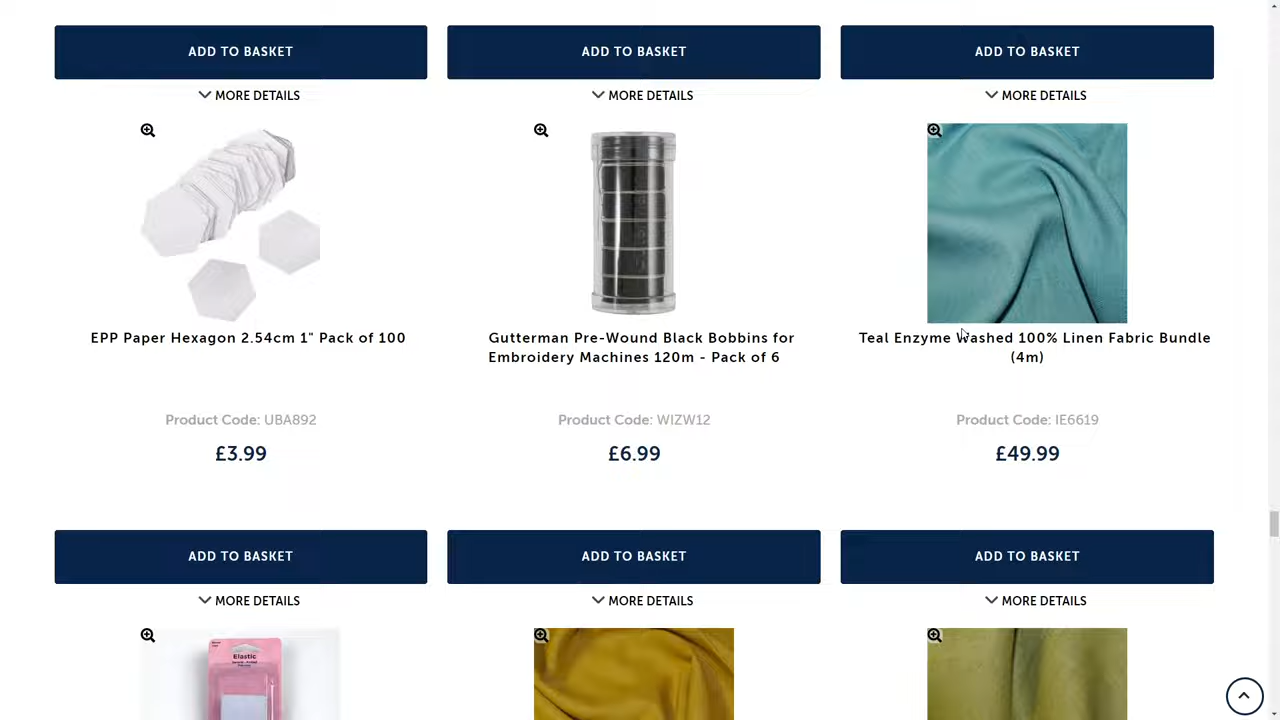 ADD TO BASKET
ADD TO BASKET
ADD TO BASKET
MORE DETAILS
MORE DETAILS
MORE DETAILS
EPP Paper Hexagon 2.54cm 1" Pack of 100
Gutterman Pre-Wound Black Bobbins for
Embroidery Machines 120m - Pack of 6
Teal Enzyme Washed 100% Linen Fabric Bundle
(4m)
Product Code: UBA892
Product Code: WIZW12
Product Code: IE6619
£3.99
£6.99
£49.99
ADD TO BASKET
ADD TO BASKET
ADD TO BASKET
MORE DETAILS
MORE DETAILS
MORE DETAILS
Elastic